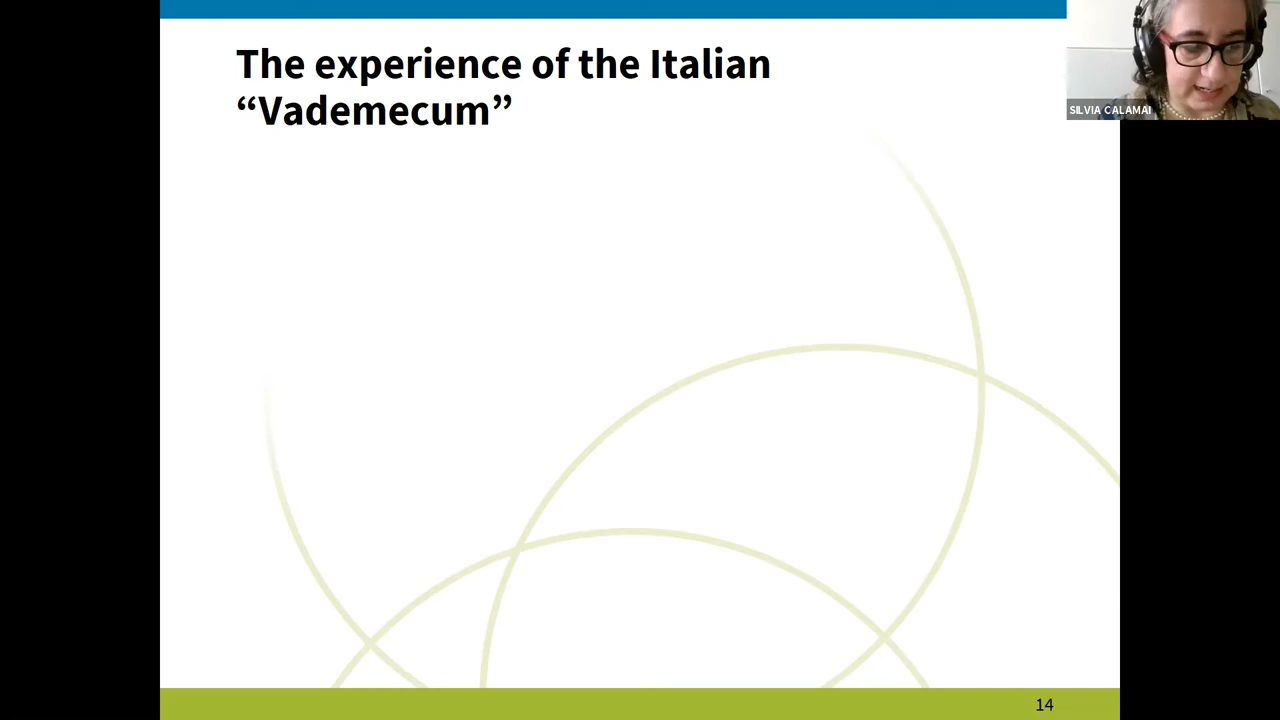 The experience of the Italian
“Vademecum”
SILVIA CALAMAI
14